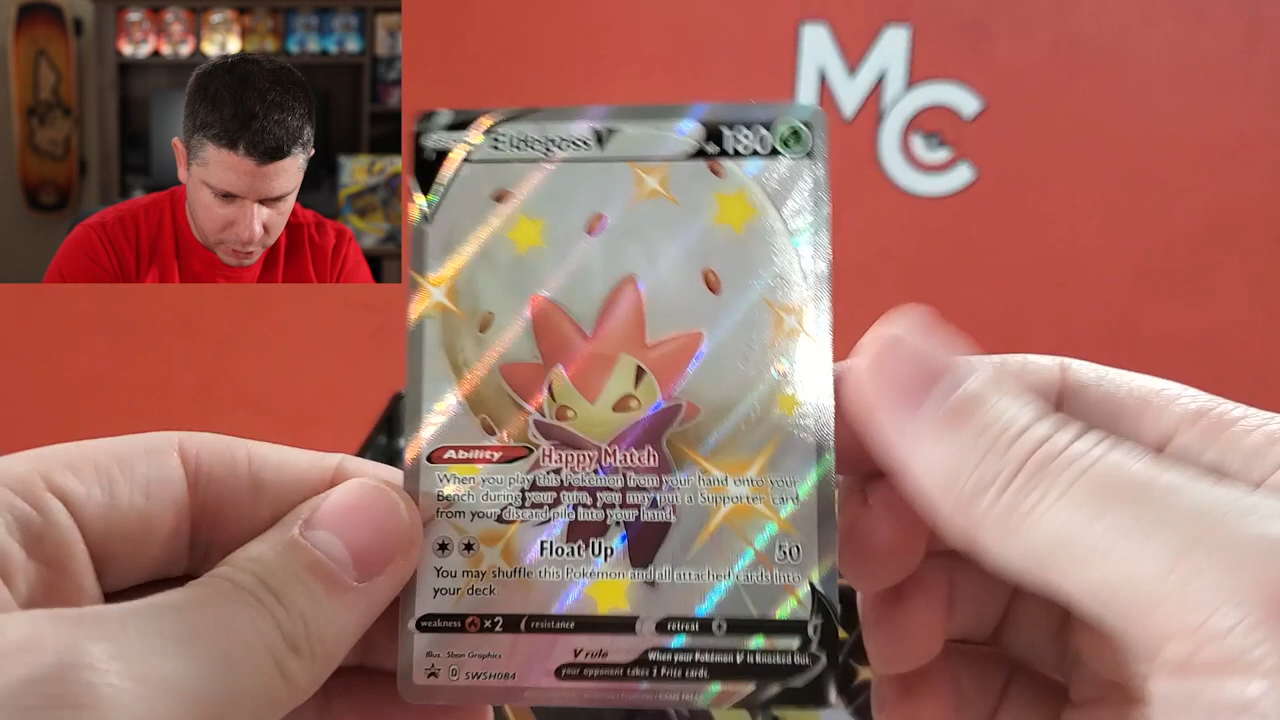 MC
Eldegoss V 180
Ability Happy Match
When you play this Pokémon from your hand onto your
Bench during your turn, you may put a Supporter card
from your discard pile into your hand.
Float Up 50
You may shuffle this Pokémon and all attached cards into
your deck.
weakness ×2 resistance retreat
Illus. Shan Graphics
V rule When your Pokémon V is Knocked Out,
your opponent takes 2 Prize cards.
D SWSH084